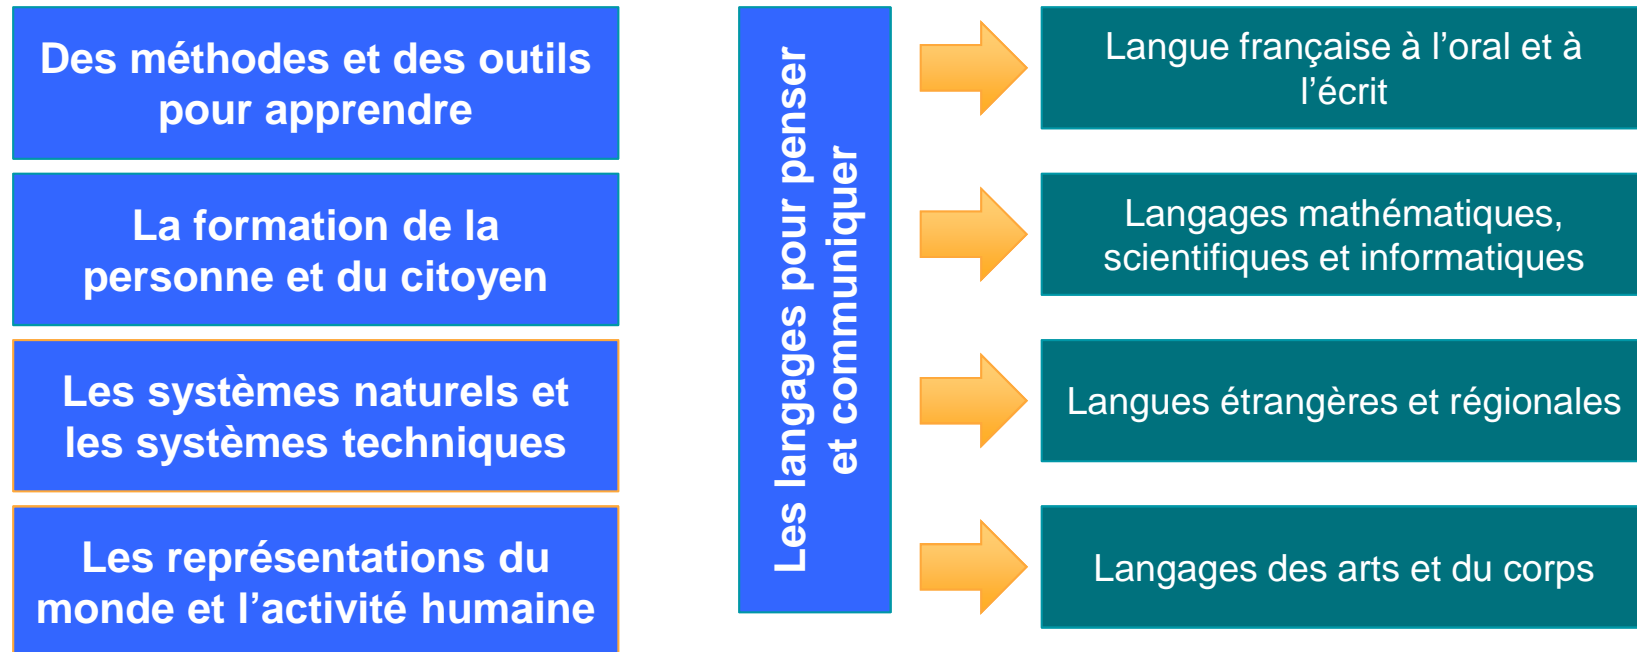 Des méthodes et des outils
pour apprendre
La formation de la
personne et du citoyen
Les systèmes naturels et
les systèmes techniques
Les représentations du
monde et l’activité humaine
Les langages pour penser
et communiquer
Langue française à l’oral et à
l’écrit
Langages mathématiques,
scientifiques et informatiques
Langues étrangères et régionales
Langages des arts et du corps